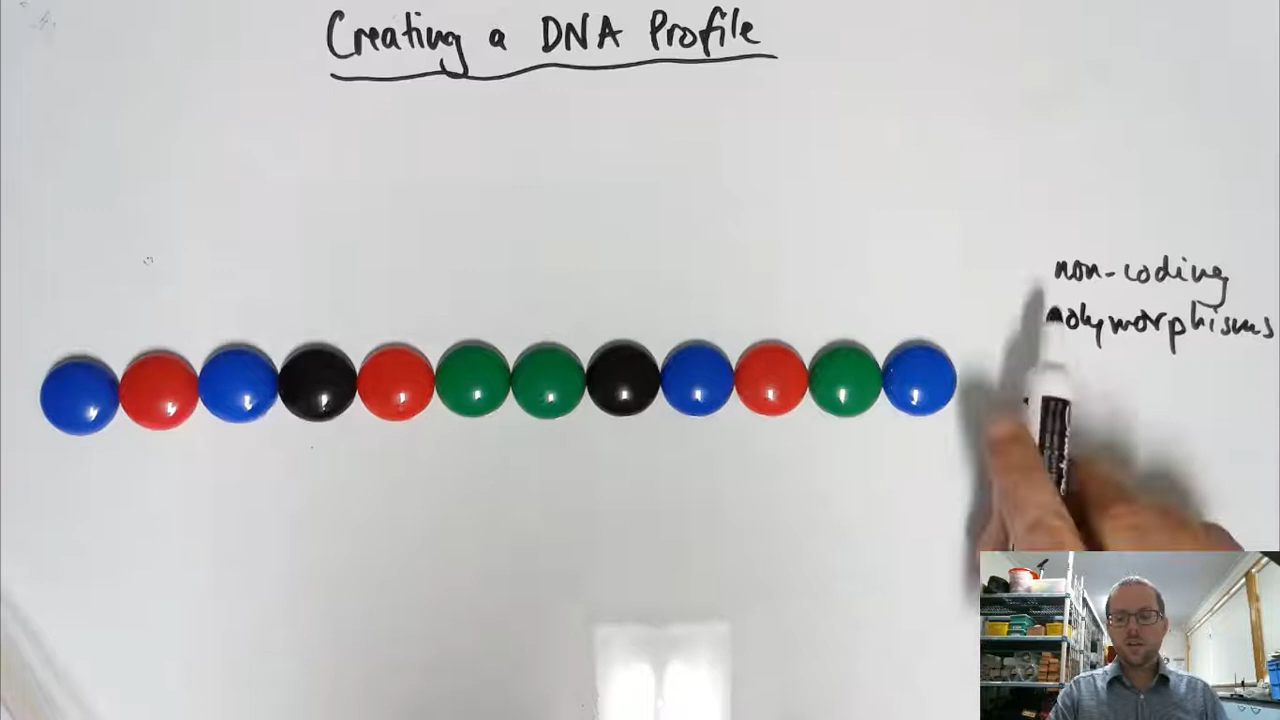 Creating a DNA Profile
non-coding
polymorphisms